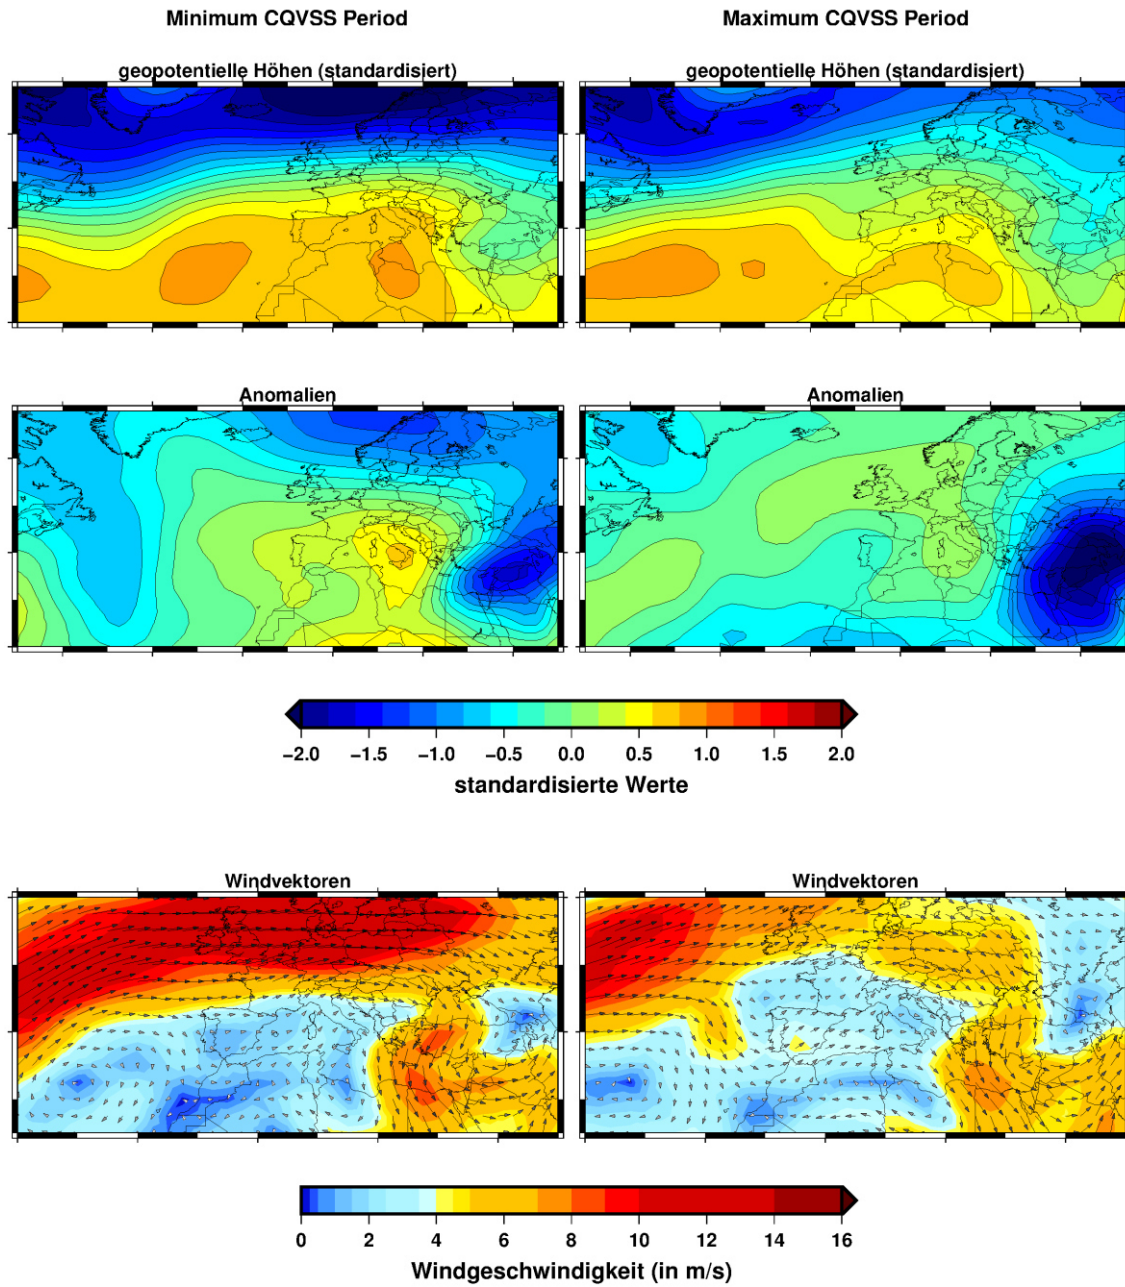 Minimum CQVSS Period
Maximum CQVSS Period
geopotentielle Höhen (standardisiert)
geopotentielle Höhen (standardisiert)
Anomalien
Anomalien
−2.0 −1.5 −1.0 −0.5 0.0 0.5 1.0 1.5 2.0
standardisierte Werte
Windvektoren
Windvektoren
0 2 4 6 8 10 12 14 16
Windgeschwindigkeit (in m/s)